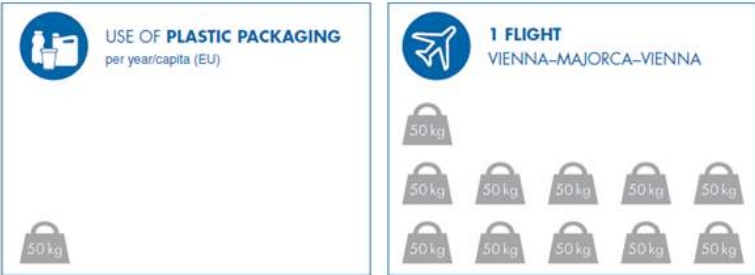 USE OF PLASTIC PACKAGING
per year/capita (EU)
50 kg
1 FLIGHT
VIENNA–MAJORCA–VIENNA
50 kg
50 kg 50 kg 50 kg 50 kg 50 kg
50 kg 50 kg 50 kg 50 kg 50 kg